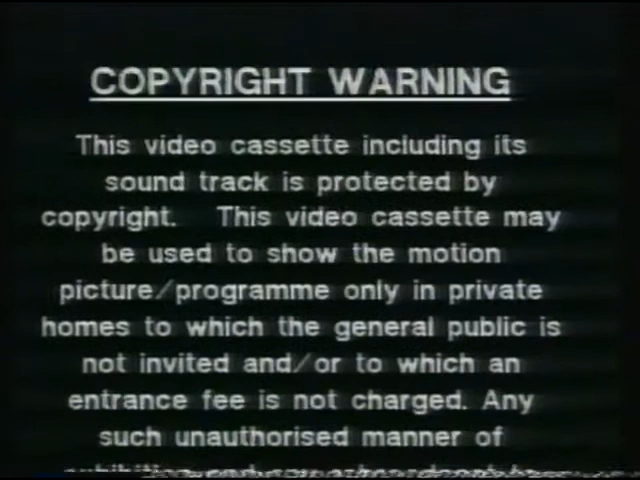 COPYRIGHT WARNING
This video cassette including its
sound track is protected by
copyright. This video cassette may
be used to show the motion
picture/programme only in private
homes to which the general public is
not invited and/or to which an
entrance fee is not charged. Any
such unauthorised manner of